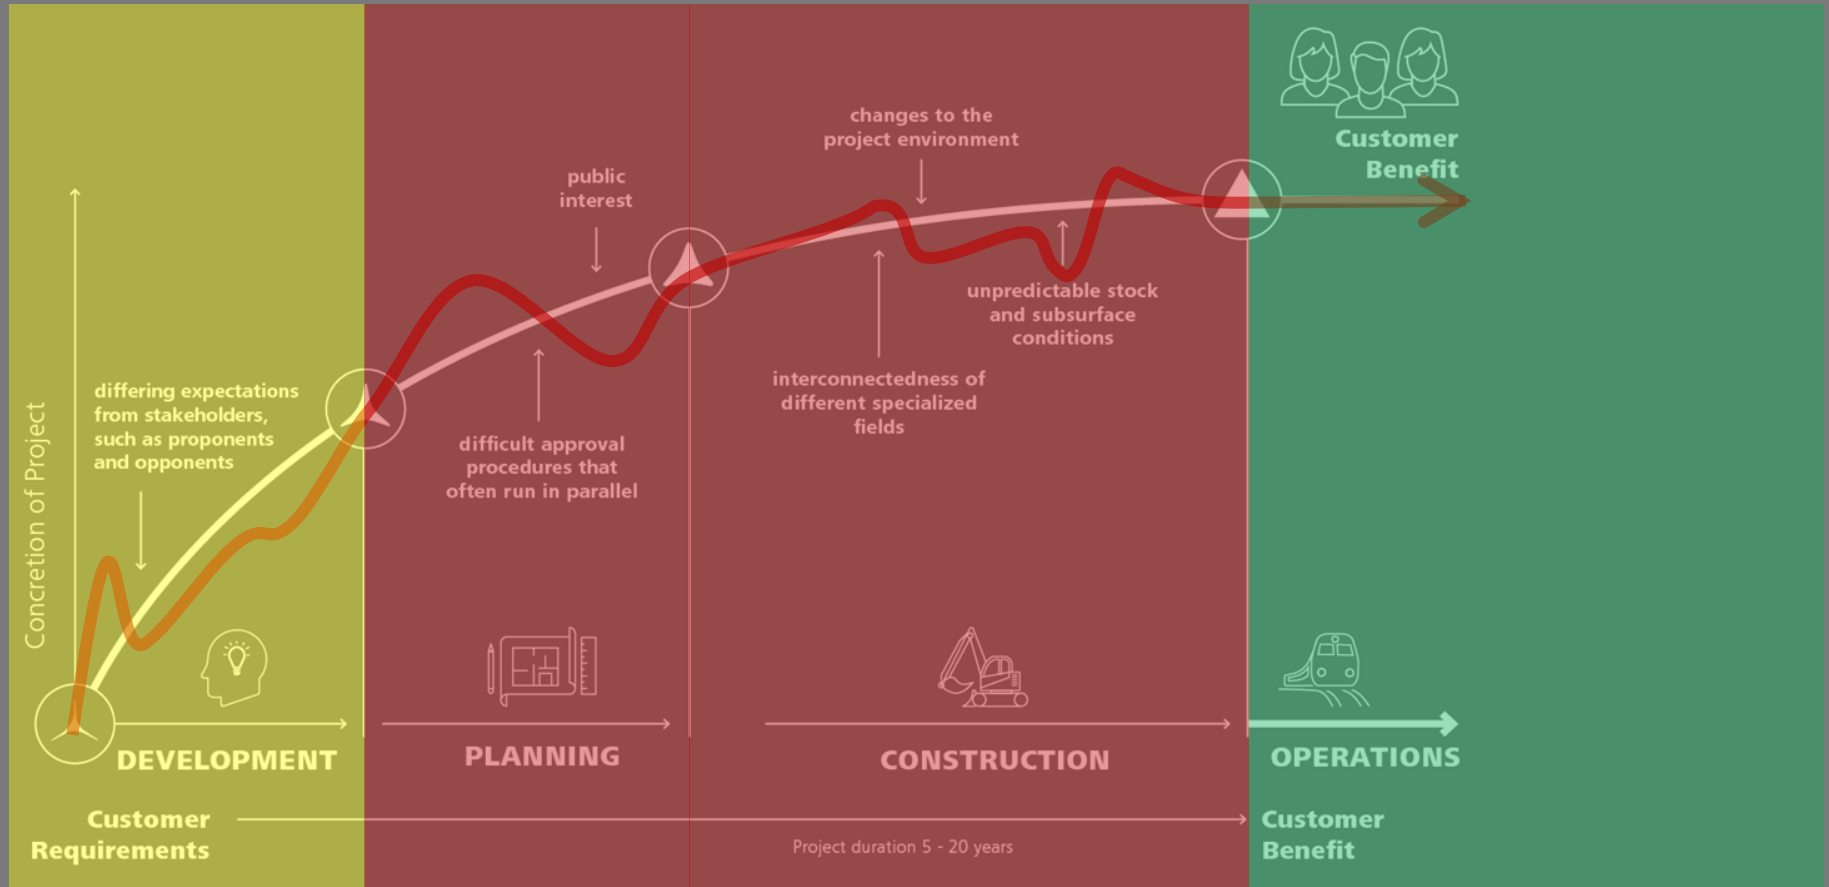 Customer
Benefit
changes to the
project environment
public
interest
unpredictable stock
and subsurface
conditions
interconnectedness of
different specialized
fields
differing expectations
from stakeholders,
such as proponents
and opponents
difficult approval
procedures that
often run in parallel
Concretion of Project
DEVELOPMENT
PLANNING
CONSTRUCTION
OPERATIONS
Customer
Requirements
Project duration 5 - 20 years
Customer
Benefit